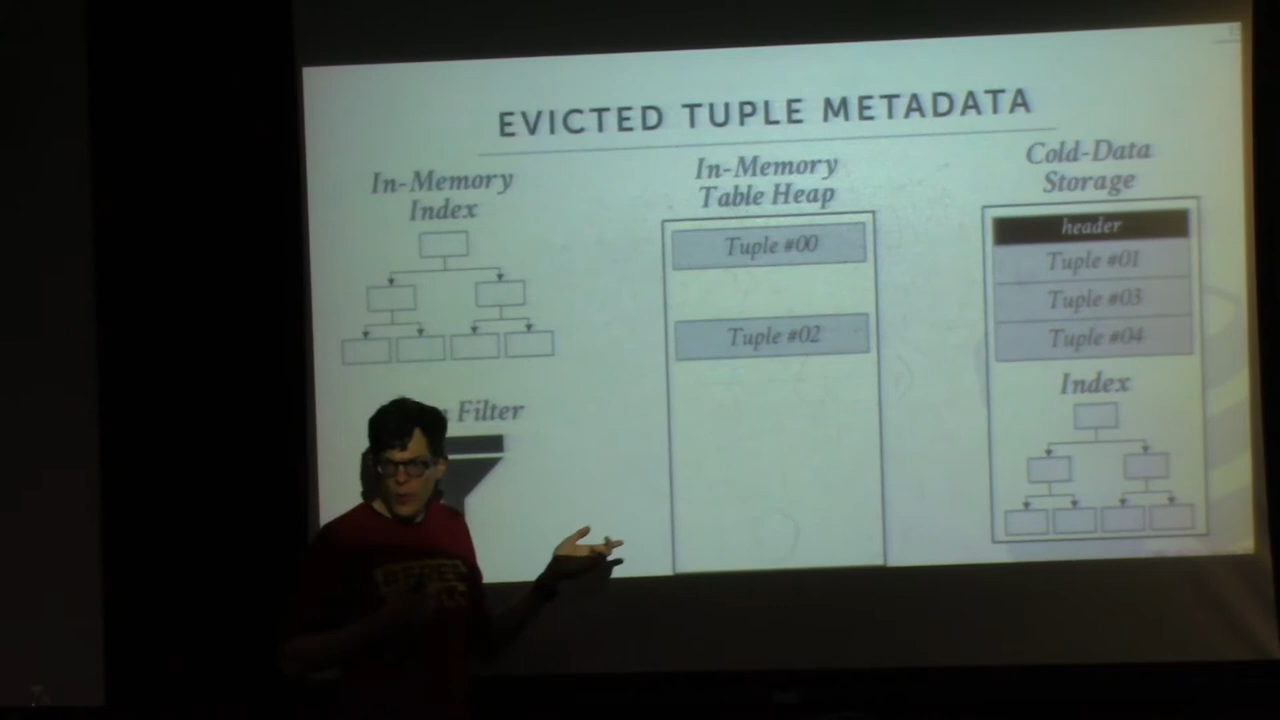 EVICTED TUPLE METADATA
In-Memory
Index
Filter
In-Memory
Table Heap
Tuple #00
Tuple #02
Cold-Data
Storage
header
Tuple #01
Tuple #03
Tuple #04
Index